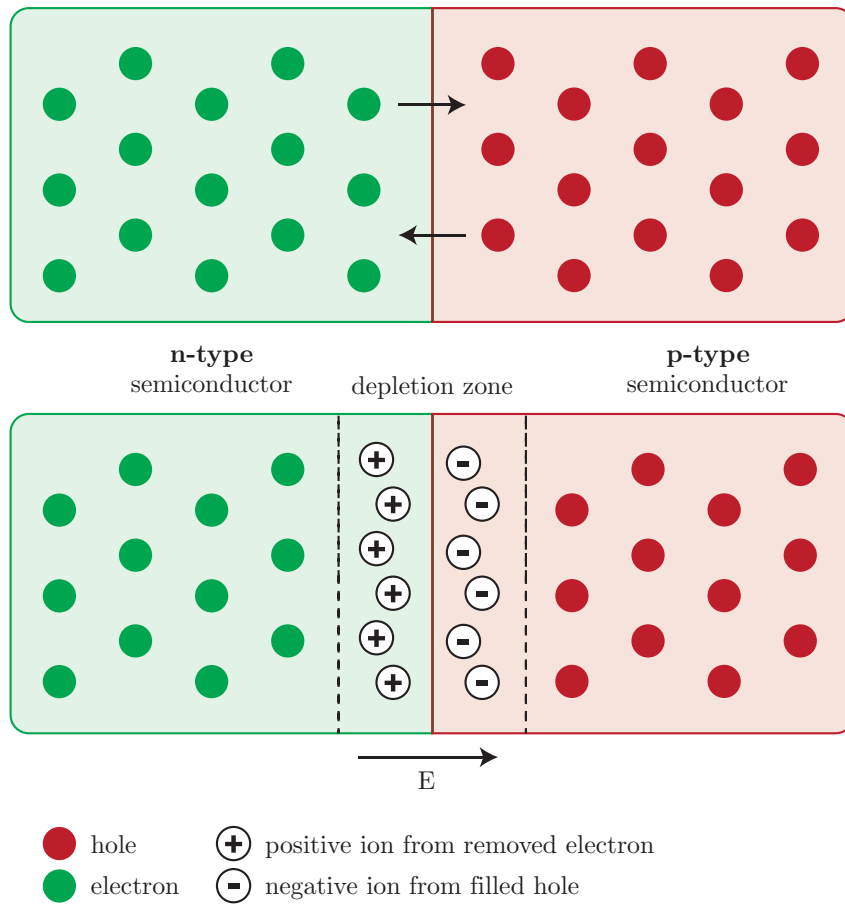 n-type
semiconductor
depletion zone
p-type
semiconductor
+ -
+ -
+ -
+ -
+ -
+ -
E
hole
+ positive ion from removed electron
electron
- negative ion from filled hole